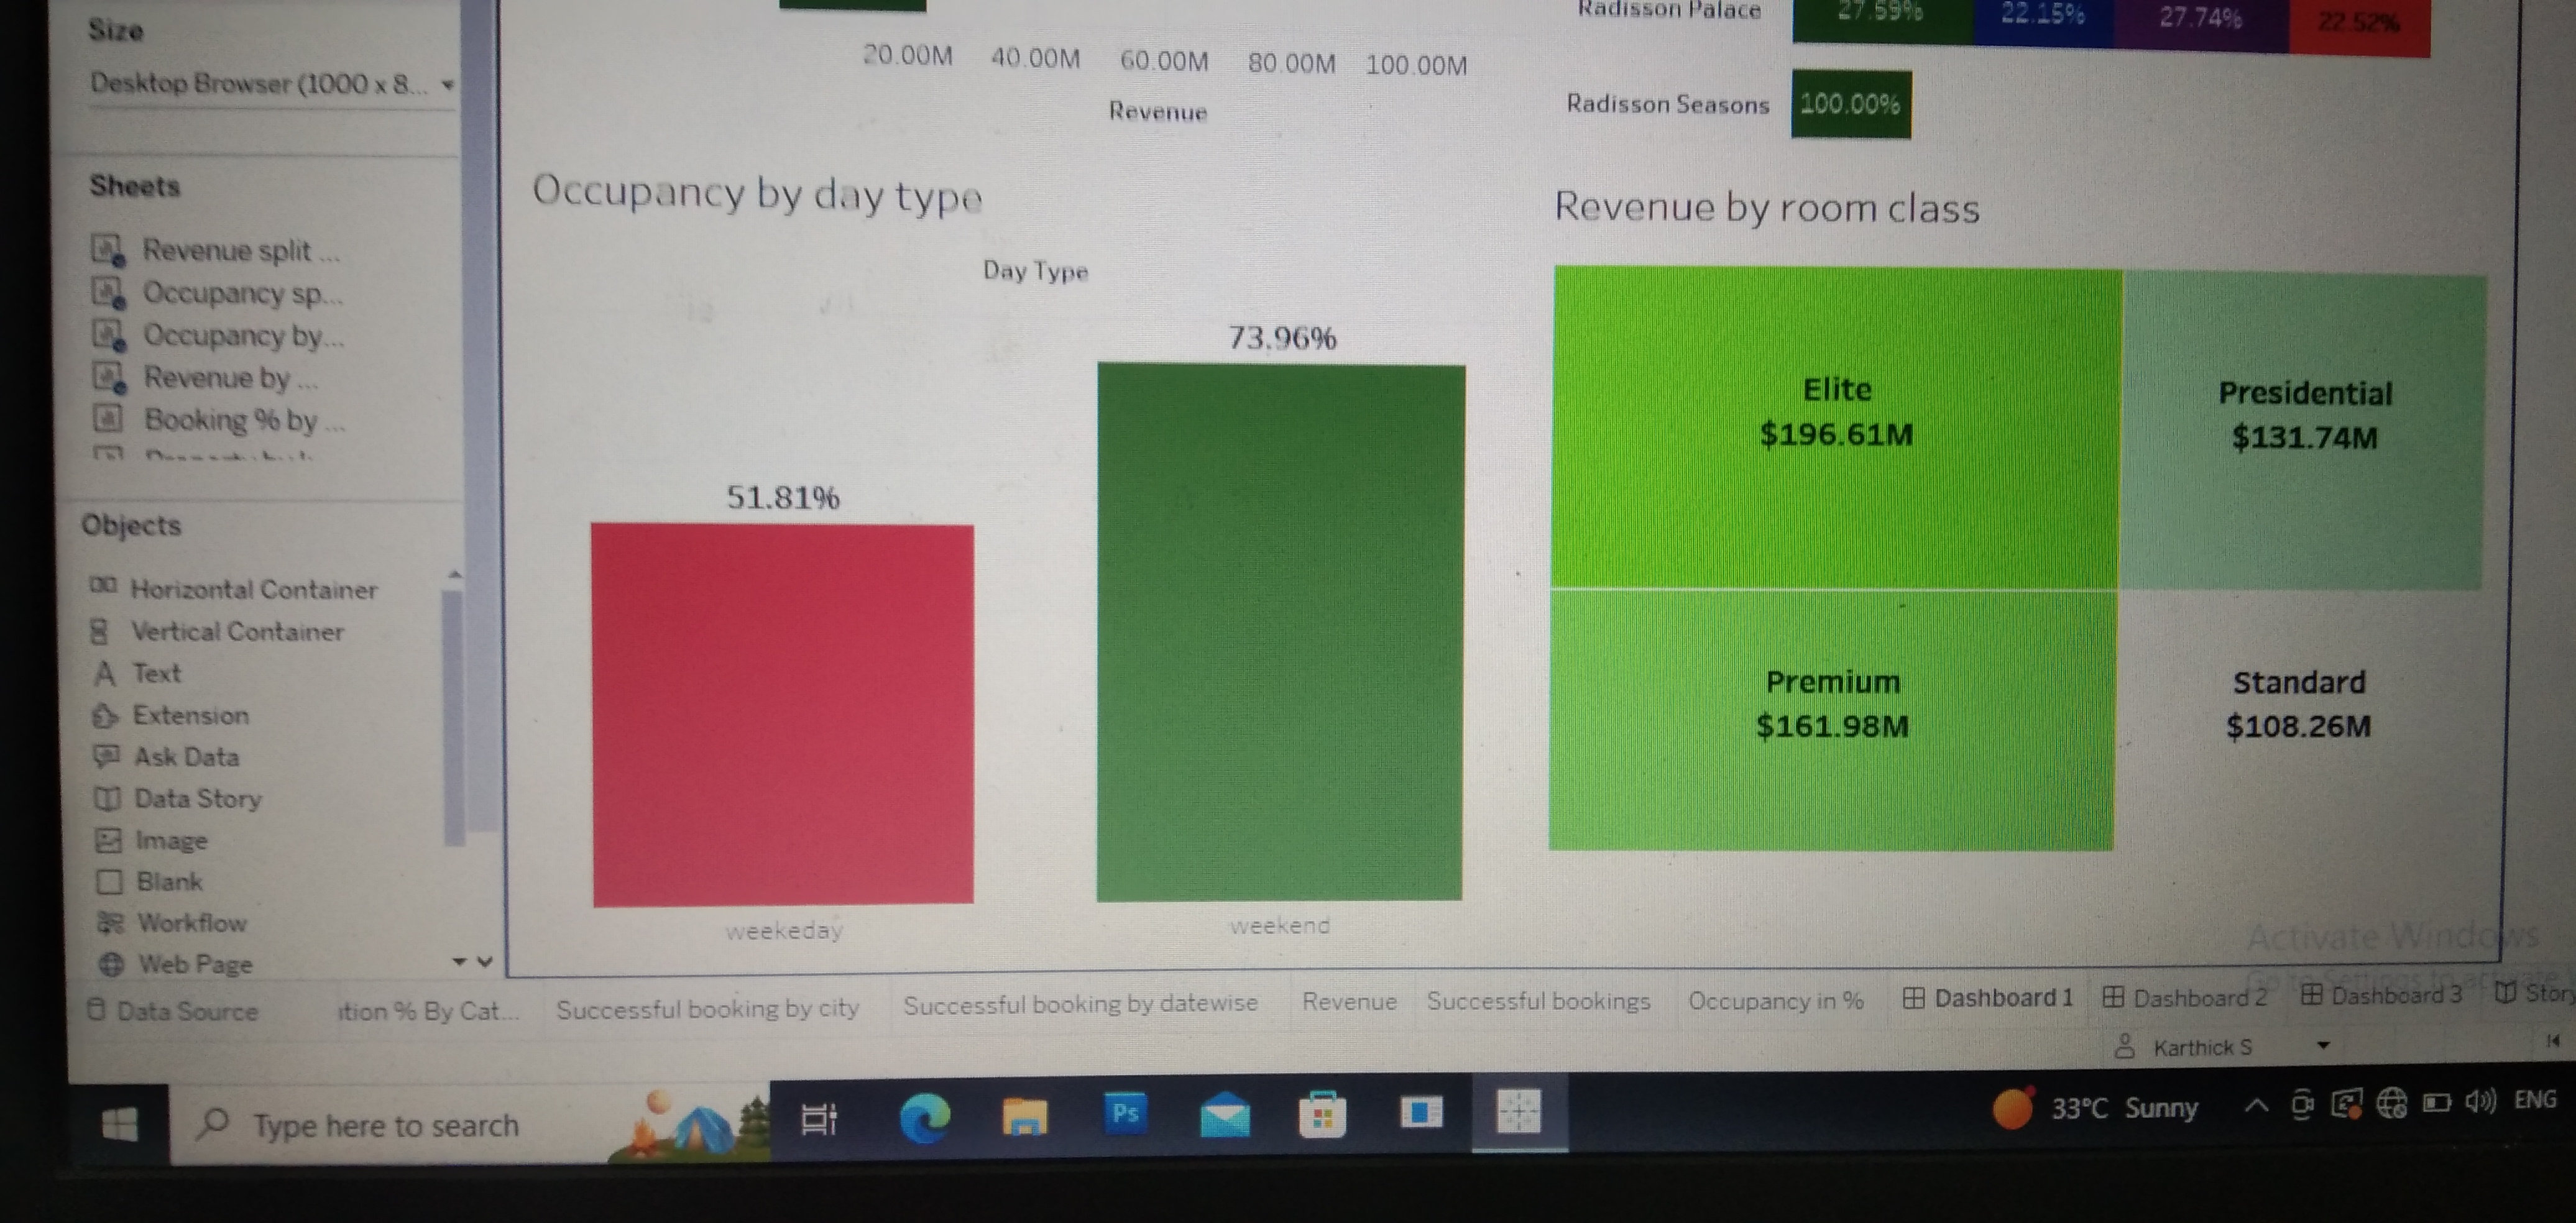 Size
Desktop Browser (1000 x 8...
Sheets
Revenue split ...
Occupancy sp...
Occupancy by...
Revenue by ...
Booking % by ...
Objects
Horizontal Container
Vertical Container
Text
Extension
Ask Data
Data Story
Image
Blank
Workflow
Web Page
20.00M 40.00M 60.00M 80.00M 100.00M
Revenue
Radisson Palace 27.59% 22.15% 27.74% 22.52%
Radisson Seasons 100.00%
Occupancy by day type
Day Type
51.81%
73.96%
weekeday weekend
Revenue by room class
Elite
$196.61M
Presidential
$131.74M
Premium
$161.98M
Standard
$108.26M
Activate Windows
Data Source ıtion % By Cat... Successful booking by city Successful booking by datewise Revenue Successful bookings Occupancy in % Dashboard 1 Dashboard 2 Dashboard 3 Story
Karthick S
Type here to search Ps 33°C Sunny ENG